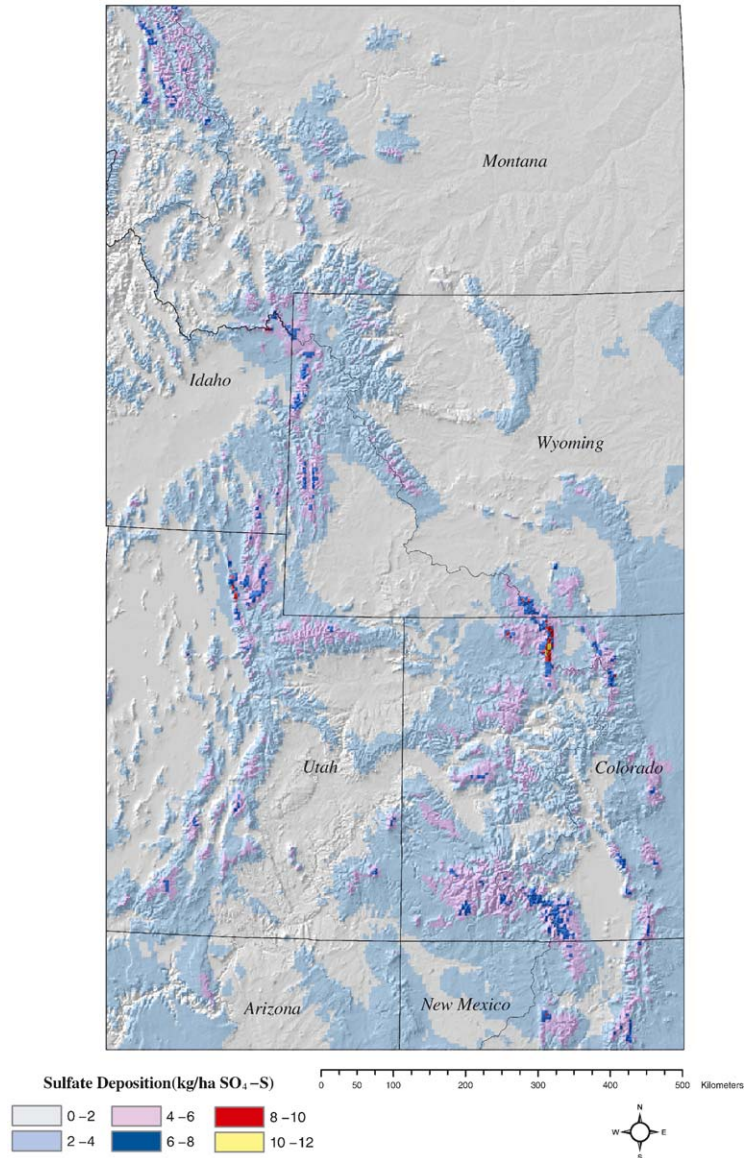 Montana
Idaho
Wyoming
Utah
Colorado
Arizona
New Mexico
Sulfate Deposition(kg/ha SO₄−S)
0 50 100 200 300 400 500 Kilometers
0 −2 4 −6 8 −10
2 −4 6 −8 10 −12
N
W E
S